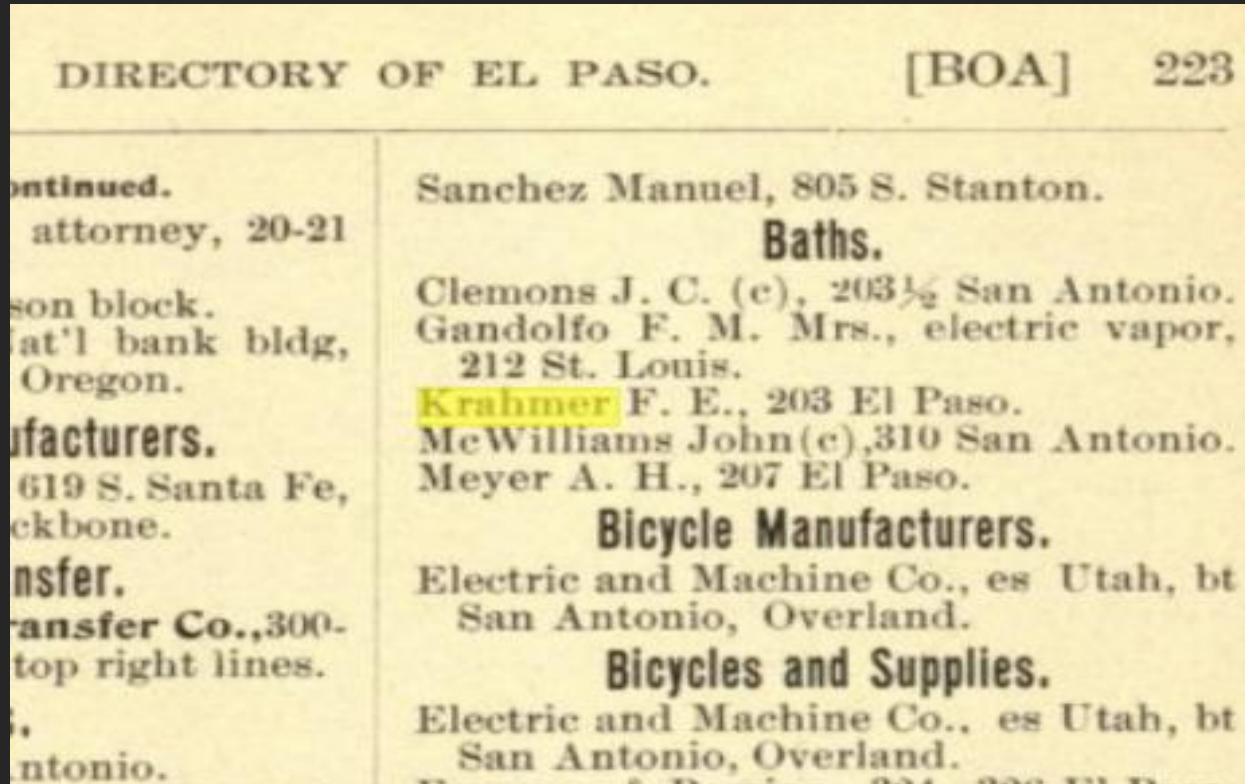 DIRECTORY OF EL PASO. [BOA] 223
ontinued.
attorney, 20-21
son block.
at'l bank bldg,
Oregon.
ufacturers.
619 S. Santa Fe,
ckbone.
nsfer.
ransfer Co.,300-
top right lines.
ntonio.
Sanchez Manuel, 805 S. Stanton.
Baths.
Clemons J. C. (c), 203½ San Antonio.
Gandolfo F. M. Mrs., electric vapor,
212 St. Louis.
Krahmer F. E., 203 El Paso.
McWilliams John(c),310 San Antonio.
Meyer A. H., 207 El Paso.
Bicycle Manufacturers.
Electric and Machine Co., es Utah, bt
San Antonio, Overland.
Bicycles and Supplies.
Electric and Machine Co., es Utah, bt
San Antonio, Overland.